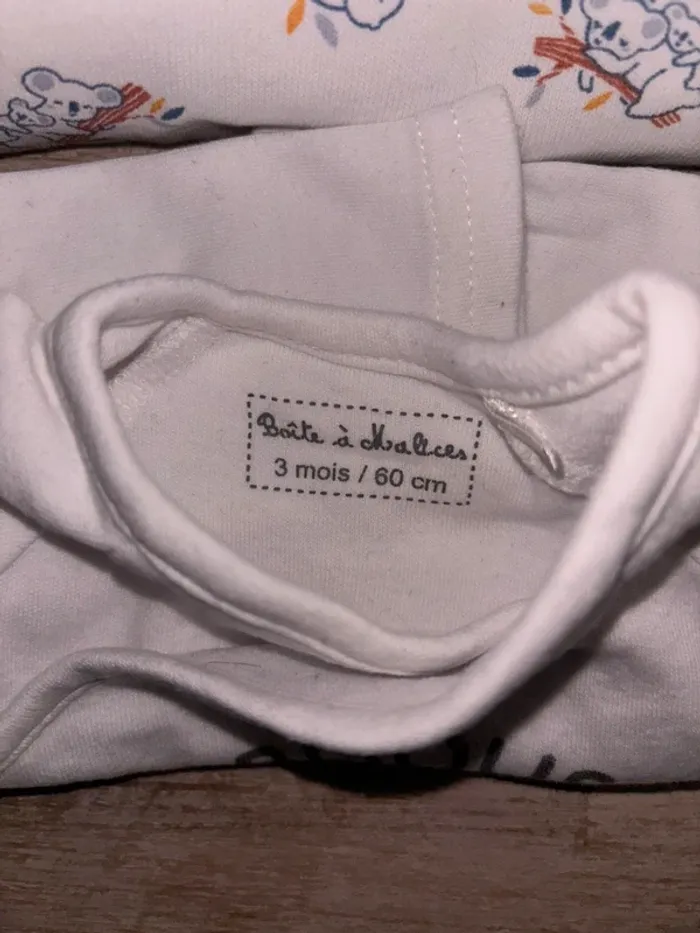 Boîte à Malices
3 mois / 60 cm